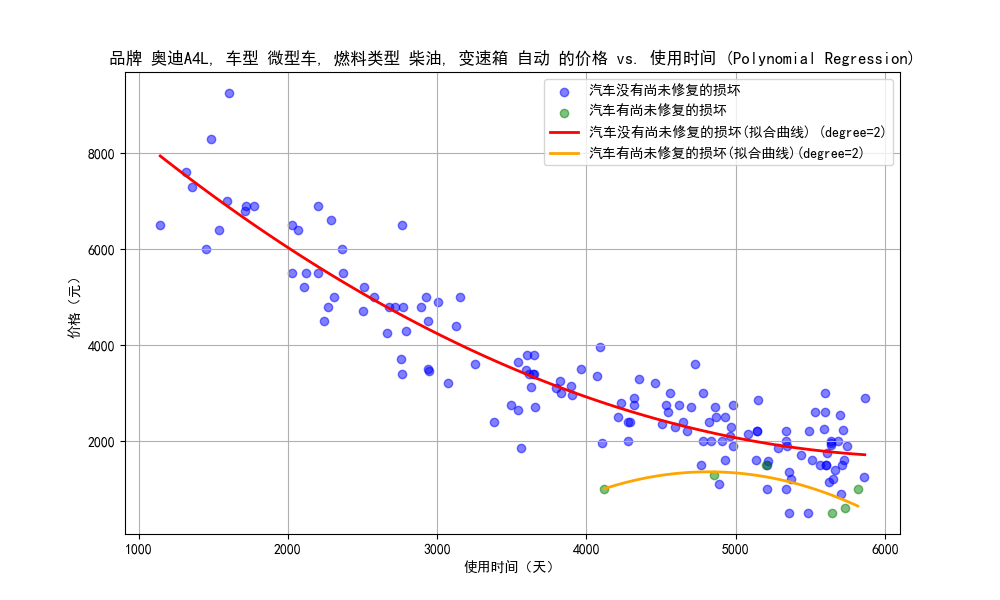 品牌 奥迪A4L, 车型 微型车, 燃料类型 柴油, 变速箱 自动 的价格 vs. 使用时间 (Polynomial Regression)
汽车没有尚未修复的损坏
汽车有尚未修复的损坏
汽车没有尚未修复的损坏(拟合曲线) (degree=2)
汽车有尚未修复的损坏(拟合曲线)(degree=2)
价格（元）
8000
6000
4000
2000
1000 2000 3000 4000 5000 6000
使用时间（天）